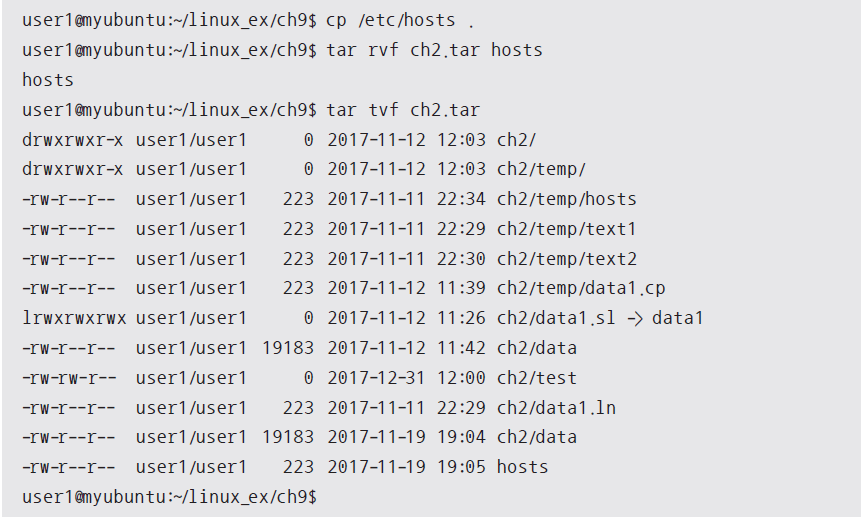 user1@myubuntu:~/linux_ex/ch9$ cp /etc/hosts .
user1@myubuntu:~/linux_ex/ch9$ tar rvf ch2.tar hosts
hosts
user1@myubuntu:~/linux_ex/ch9$ tar tvf ch2.tar
drwxrwxr-x user1/user1     0 2017-11-12 12:03 ch2/
drwxrwxr-x user1/user1     0 2017-11-12 12:03 ch2/temp/
-rw-r--r-- user1/user1   223 2017-11-11 22:34 ch2/temp/hosts
-rw-r--r-- user1/user1   223 2017-11-11 22:29 ch2/temp/text1
-rw-r--r-- user1/user1   223 2017-11-11 22:30 ch2/temp/text2
-rw-r--r-- user1/user1   223 2017-11-12 11:39 ch2/temp/data1.cp
lrwxrwxrwx user1/user1     0 2017-11-12 11:26 ch2/data1.sl -> data1
-rw-r--r-- user1/user1 19183 2017-11-12 11:42 ch2/data
-rw-rw-r-- user1/user1     0 2017-12-31 12:00 ch2/test
-rw-r--r-- user1/user1   223 2017-11-11 22:29 ch2/data1.ln
-rw-r--r-- user1/user1 19183 2017-11-19 19:04 ch2/data
-rw-r--r-- user1/user1   223 2017-11-19 19:05 hosts
user1@myubuntu:~/linux_ex/ch9$